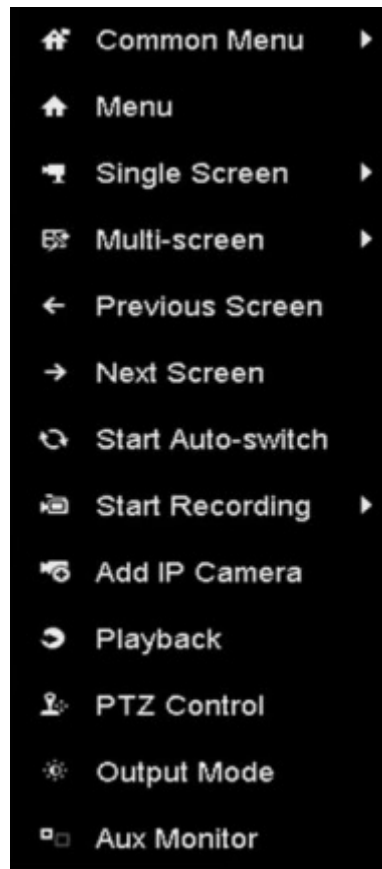 Common Menu
Menu
Single Screen
Multi-screen
Previous Screen
Next Screen
Start Auto-switch
Start Recording
Add IP Camera
Playback
PTZ Control
Output Mode
Aux Monitor